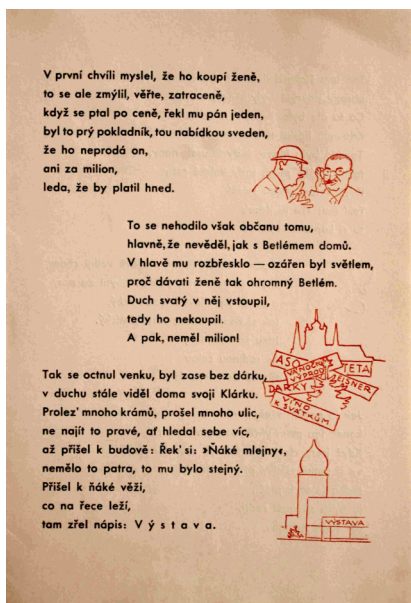 V první chvíli myslel, že ho koupí ženě,
to se ale zmýlil, věřte, zatraceně,
když se ptal po ceně, řekl mu pán jeden,
byl to prý pokladník, tou nabídkou sveden,
že ho neprodá on,
ani za milion,
leda, že by platil hned.
To se nehodilo však občanu tomu,
hlavně, že nevěděl, jak s Betlémem domů.
V hlavě mu rozbřesklo — ozářen byl světlem,
proč dávati ženě tak ohromný Betlém.
Duch svatý v něj vstoupil,
tedy ho nekoupil.
A pak, neměl milion!
ASO
VÁNOČNÍ
VÝPRODEJ
TETA
DÁRKY
MEISNER
VÍNO
K SVÁTKŮM
Tak se octnul venku, byl zase bez dárku,
v duchu stále viděl doma svoji Klárku.
Prolez' mnoho krámů, prošel mnoho ulic,
ne najít to pravé, ať hledal sebe víc,
až přišel k budově: Řek' si: »Ňáké mlejny«,
nemělo to patra, to mu bylo stejný.
Přišel k ňáké věži,
co na řece leží,
tam zřel nápis: V ý s t a v a.
VÝSTAVA